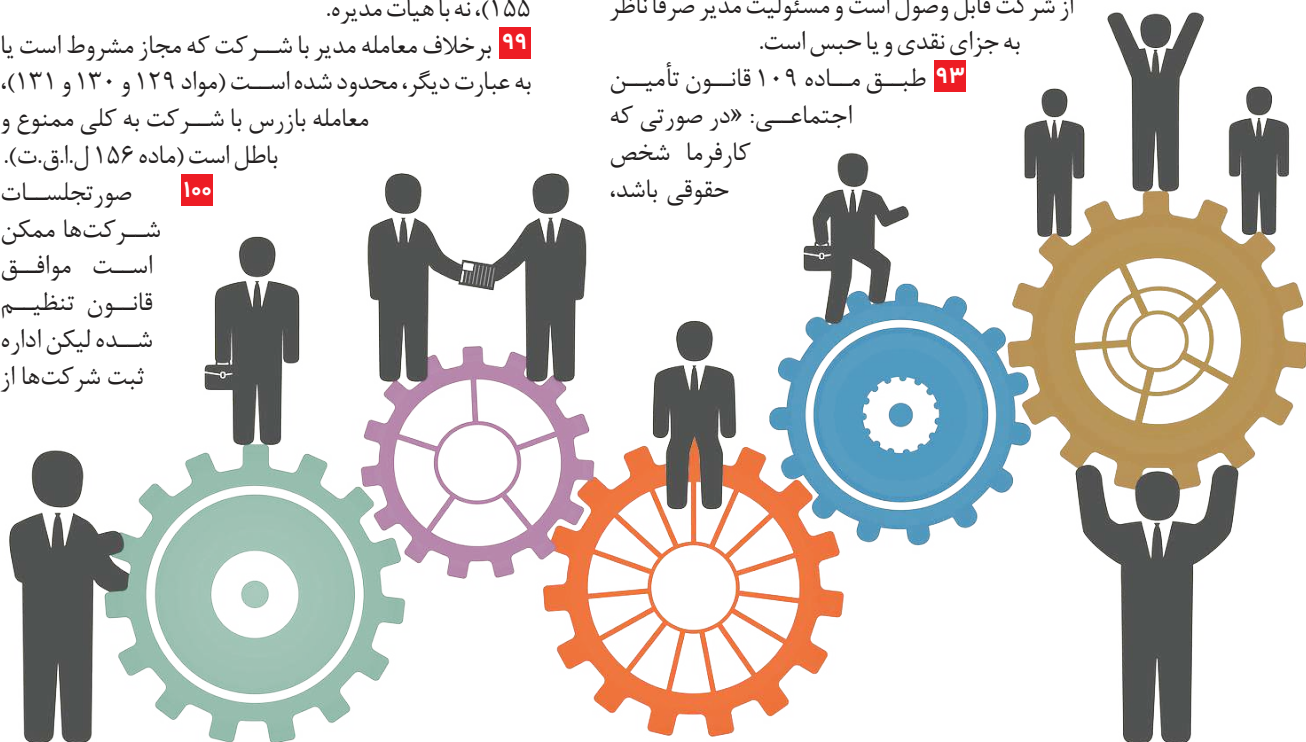 از شرکت قابل وصول است و مسئولیت مدیر صرفاً ناظر
به جزای نقدی و یا حبس است.
۹۳ طبق ماده ۱۰۹ قانون تأمین
اجتماعی: «در صورتی که
کارفرما شخص
حقوقی باشد،
۱۵۵)، نه با هیات مدیره.
۹۹ برخلاف معامله مدیر با شرکت که مجاز مشروط است یا
به عبارت دیگر، محدود شده است (مواد ۱۲۹ و ۱۳۰ و ۱۳۱)،
معامله بازرس با شرکت به کلی ممنوع و
باطل است (ماده ۱۵۶ ل.ا.ق.ت).
۱۰۰ صورتجلسات
شرکت‌ها ممکن
است موافق
قانون تنظیم
شده لیکن اداره
ثبت شرکت‌ها از